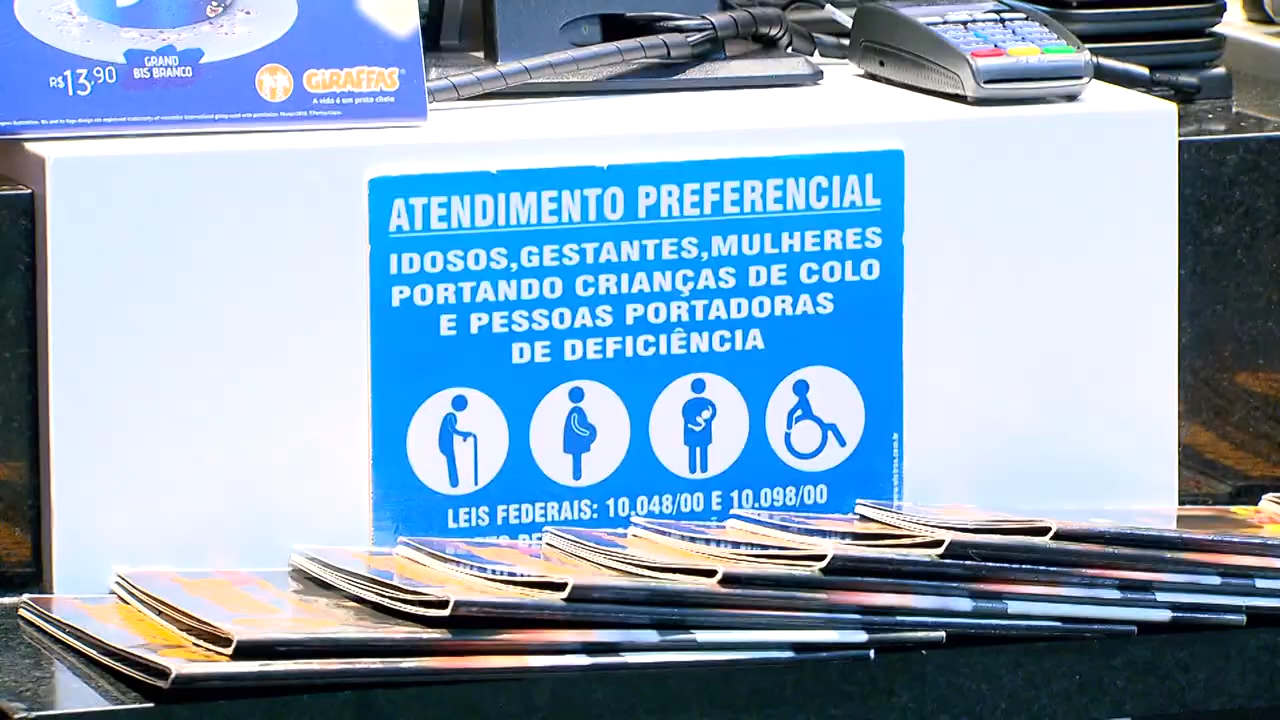 R$13,90
GRAND
BIS BRANCO
GIRAFFAS
A vida é um prato cheio
ATENDIMENTO PREFERENCIAL
IDOSOS,GESTANTES,MULHERES
PORTANDO CRIANÇAS DE COLO
E PESSOAS PORTADORAS
DE DEFICIÊNCIA
LEIS FEDERAIS: 10.048/00 E 10.098/00